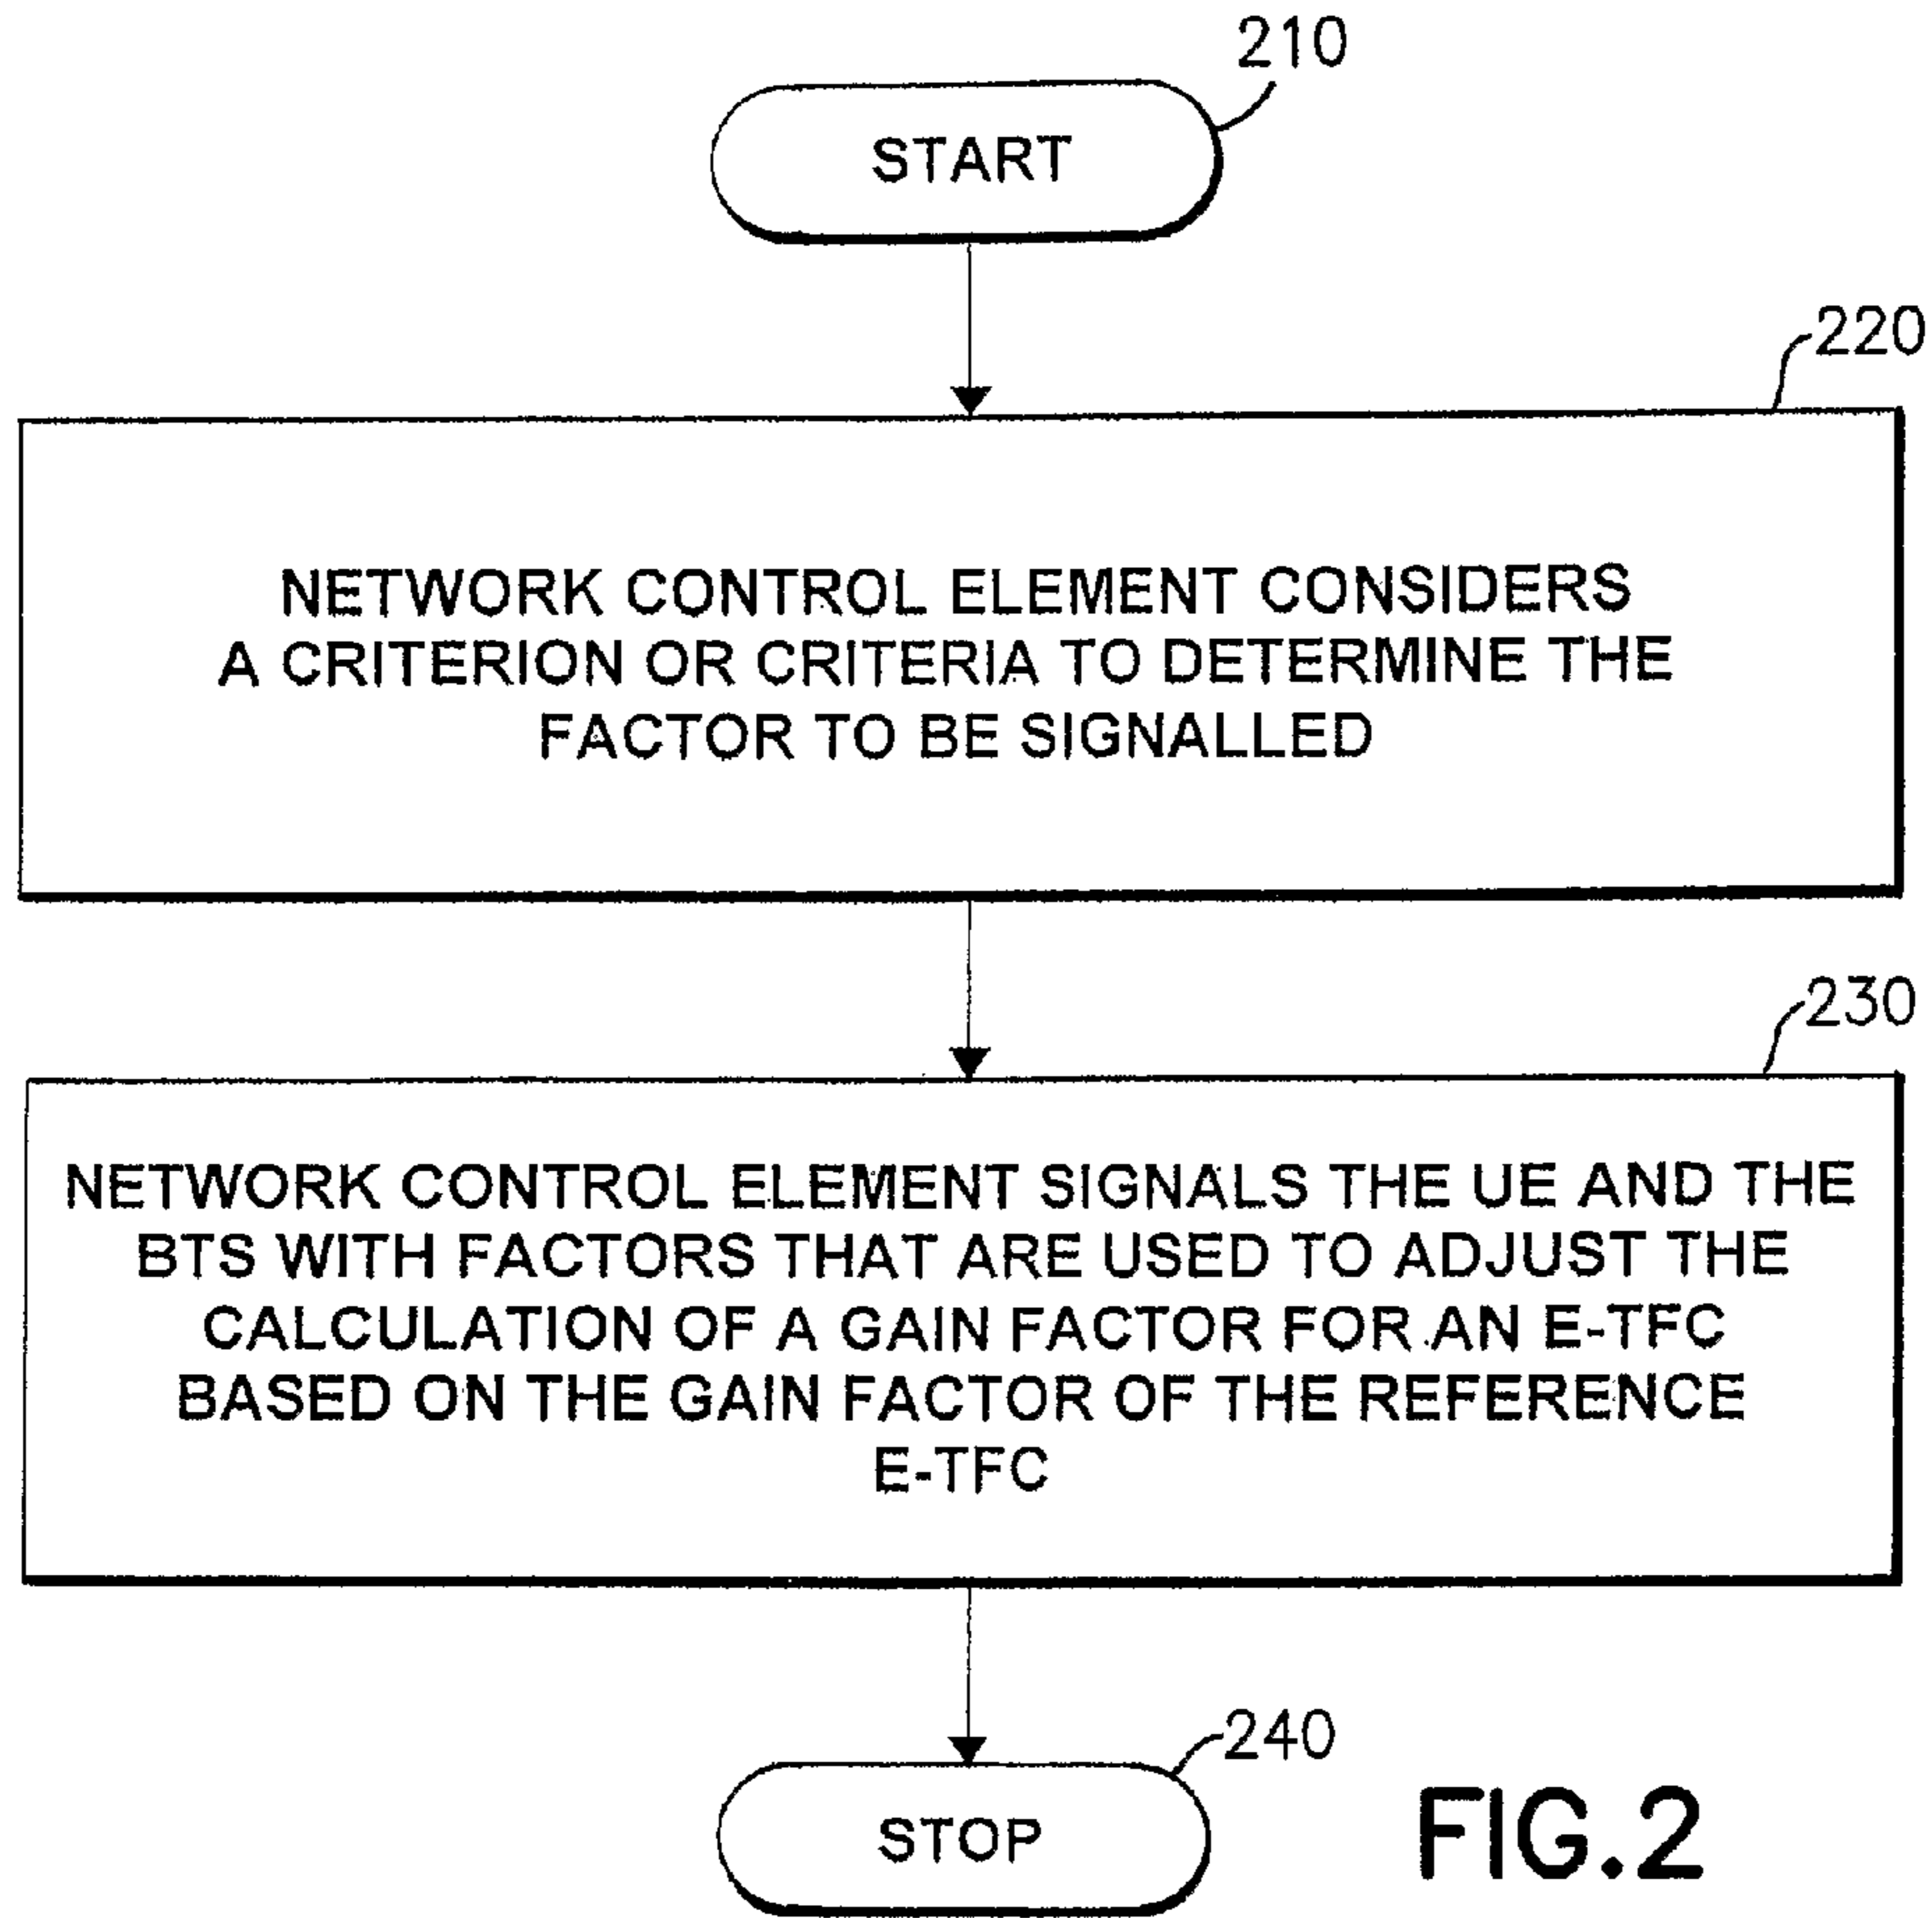 210
START
220
NETWORK CONTROL ELEMENT CONSIDERS
A CRITERION OR CRITERIA TO DETERMINE THE
FACTOR TO BE SIGNALLED
230
NETWORK CONTROL ELEMENT SIGNALS THE UE AND THE
BTS WITH FACTORS THAT ARE USED TO ADJUST THE
CALCULATION OF A GAIN FACTOR FOR AN E-TFC
BASED ON THE GAIN FACTOR OF THE REFERENCE
E-TFC
240
STOP
FIG.2